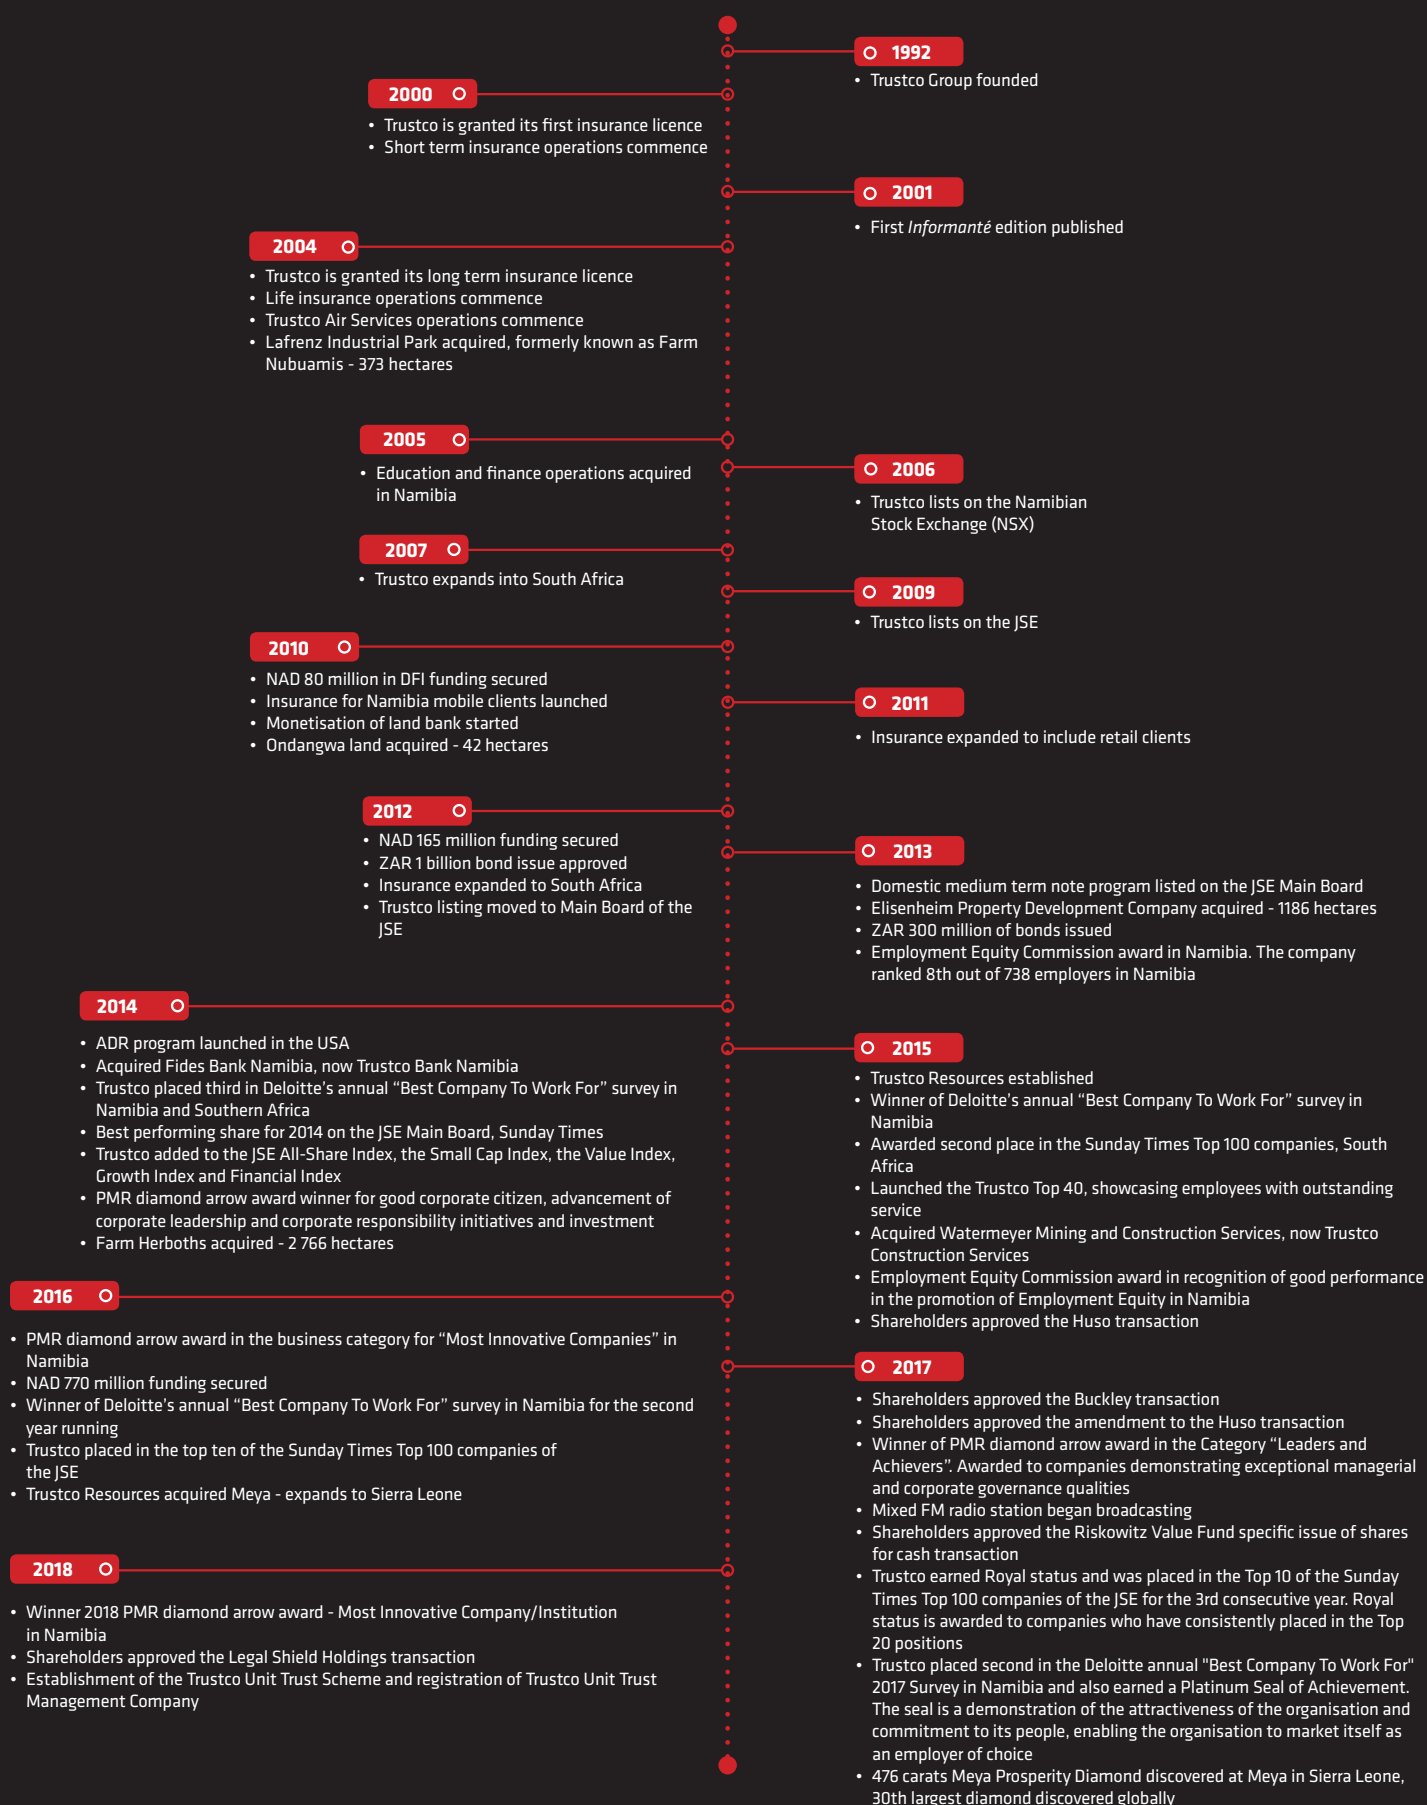 1992
• Trustco Group founded
2000
• Trustco is granted its first insurance licence
• Short term insurance operations commence
2001
• First Informanté edition published
2004
• Trustco is granted its long term insurance licence
• Life insurance operations commence
• Trustco Air Services operations commence
• Lafrenz Industrial Park acquired, formerly known as Farm
Nubuamis - 373 hectares
2005
• Education and finance operations acquired
in Namibia
2006
• Trustco lists on the Namibian
Stock Exchange (NSX)
2007
• Trustco expands into South Africa
2009
• Trustco lists on the JSE
2010
• NAD 80 million in DFI funding secured
• Insurance for Namibia mobile clients launched
• Monetisation of land bank started
• Ondangwa land acquired - 42 hectares
2011
• Insurance expanded to include retail clients
2012
• NAD 165 million funding secured
• ZAR 1 billion bond issue approved
• Insurance expanded to South Africa
• Trustco listing moved to Main Board of the
JSE
2013
• Domestic medium term note program listed on the JSE Main Board
• Elisenheim Property Development Company acquired - 1186 hectares
• ZAR 300 million of bonds issued
• Employment Equity Commission award in Namibia. The company
ranked 8th out of 738 employers in Namibia
2014
• ADR program launched in the USA
• Acquired Fides Bank Namibia, now Trustco Bank Namibia
• Trustco placed third in Deloitte’s annual “Best Company To Work For” survey in
Namibia and Southern Africa
• Best performing share for 2014 on the JSE Main Board, Sunday Times
• Trustco added to the JSE All-Share Index, the Small Cap Index, the Value Index,
Growth Index and Financial Index
• PMR diamond arrow award winner for good corporate citizen, advancement of
corporate leadership and corporate responsibility initiatives and investment
• Farm Herboths acquired - 2 766 hectares
2015
• Trustco Resources established
• Winner of Deloitte’s annual “Best Company To Work For” survey in
Namibia
• Awarded second place in the Sunday Times Top 100 companies, South
Africa
• Launched the Trustco Top 40, showcasing employees with outstanding
service
• Acquired Watermeyer Mining and Construction Services, now Trustco
Construction Services
• Employment Equity Commission award in recognition of good performance
in the promotion of Employment Equity in Namibia
• Shareholders approved the Huso transaction
2016
• PMR diamond arrow award in the business category for “Most Innovative Companies” in
Namibia
• NAD 770 million funding secured
• Winner of Deloitte’s annual “Best Company To Work For” survey in Namibia for the second
year running
• Trustco placed in the top ten of the Sunday Times Top 100 companies of
the JSE
• Trustco Resources acquired Meya - expands to Sierra Leone
2017
• Shareholders approved the Buckley transaction
• Shareholders approved the amendment to the Huso transaction
• Winner of PMR diamond arrow award in the Category “Leaders and
Achievers”. Awarded to companies demonstrating exceptional managerial
and corporate governance qualities
• Mixed FM radio station began broadcasting
• Shareholders approved the Riskowitz Value Fund specific issue of shares
for cash transaction
• Trustco earned Royal status and was placed in the Top 10 of the Sunday
Times Top 100 companies of the JSE for the 3rd consecutive year. Royal
status is awarded to companies who have consistently placed in the Top
20 positions
• Trustco placed second in the Deloitte annual "Best Company To Work For"
2017 Survey in Namibia and also earned a Platinum Seal of Achievement.
The seal is a demonstration of the attractiveness of the organisation and
commitment to its people, enabling the organisation to market itself as
an employer of choice
• 476 carats Meya Prosperity Diamond discovered at Meya in Sierra Leone,
30th largest diamond discovered globally
2018
• Winner 2018 PMR diamond arrow award - Most Innovative Company/Institution
in Namibia
• Shareholders approved the Legal Shield Holdings transaction
• Establishment of the Trustco Unit Trust Scheme and registration of Trustco Unit Trust
Management Company